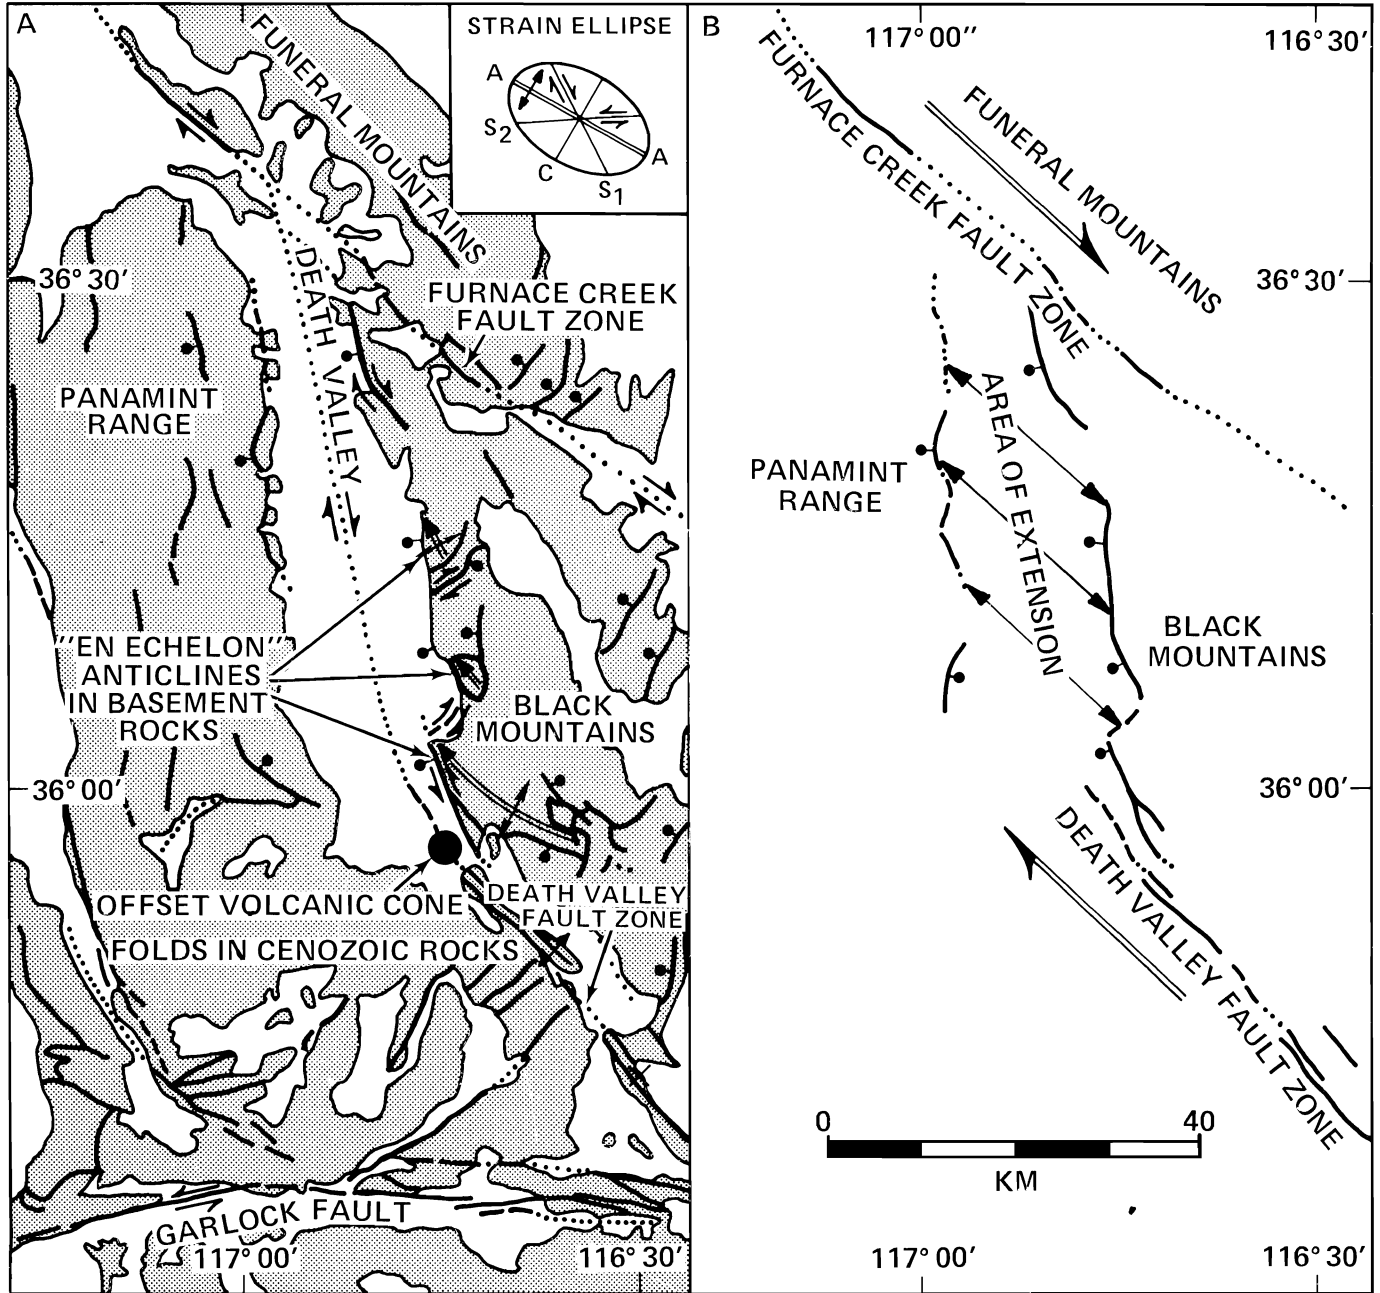 A
FUNERAL MOUNTAINS
STRAIN ELLIPSE
A
S2
C
S1
A
36° 30'
DEATH VALLEY
FURNACE CREEK
FAULT ZONE
PANAMINT
RANGE
"EN ECHELON"
ANTICLINES
IN BASEMENT
ROCKS
BLACK
MOUNTAINS
36° 00'
OFFSET VOLCANIC CONE
DEATH VALLEY
FAULT ZONE
FOLDS IN CENOZOIC ROCKS
GARLOCK FAULT
117° 00'
116° 30'
B
117° 00"
116° 30'
FURNACE CREEK FAULT ZONE
FUNERAL MOUNTAINS
36° 30'
AREA OF EXTENSION
PANAMINT
RANGE
BLACK
MOUNTAINS
36° 00'
DEATH VALLEY FAULT ZONE
0
40
KM
117° 00'
116° 30'